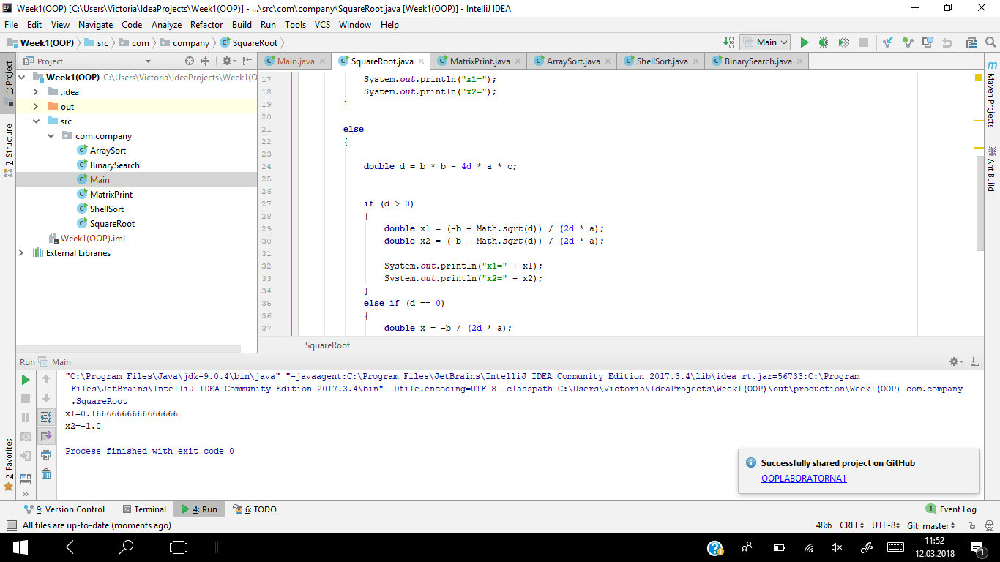 Week1(OOP) [C:\Users\Victoria\IdeaProjects\Week1(OOP)] - ...\src\com\company\SquareRoot.java [Week1(OOP)] - IntelliJ IDEA
File Edit View Navigate Code Analyze Refactor Build Run Tools VCS Window Help
Week1(OOP) src com company SquareRoot Main
Project
Main.java SquareRoot.java MatrixPrint.java ArraySort.java ShellSort.java BinarySearch.java
1: Project
7: Structure
2: Favorites
Week1(OOP) C:\Users\Victoria\IdeaProjects\Week1(O
.idea
out
src
com.company
ArraySort
BinarySearch
Main
MatrixPrint
ShellSort
SquareRoot
Week1(OOP).iml
External Libraries
17 System.out.println("x1=");
18 System.out.println("x2=");
19 }
20
21 else
22 {
23
24 double d = b * b - 4d * a * c;
25
26
27 if (d > 0)
28 {
29 double x1 = (-b + Math.sqrt(d)) / (2d * a);
30 double x2 = (-b - Math.sqrt(d)) / (2d * a);
31
32 System.out.println("x1=" + x1);
33 System.out.println("x2=" + x2);
34 }
35 else if (d == 0)
36 {
37 double x = -b / (2d * a);
SquareRoot
Maven Projects
Ant Build
Run Main
"C:\Program Files\Java\jdk-9.0.4\bin\java" "-javaagent:C:\Program Files\JetBrains\IntelliJ IDEA Community Edition 2017.3.4\lib\idea_rt.jar=56733:C:\Program
Files\JetBrains\IntelliJ IDEA Community Edition 2017.3.4\bin" -Dfile.encoding=UTF-8 -classpath C:\Users\Victoria\IdeaProjects\Week1(OOP)\out\production\Week1(OOP) com.company
.SquareRoot
x1=0.16666666666666666
x2=-1.0
Process finished with exit code 0
Successfully shared project on GitHub
OOPLABORATORNA1
9: Version Control Terminal 4: Run 6: TODO 1 Event Log
All files are up-to-date (moments ago) 48:6 CRLF UTF-8 Git: master
11:52
12.03.2018
1